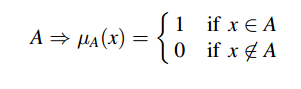 A ⇒ μ_A(x) = { 1 if x ∈ A
0 if x ∉ A